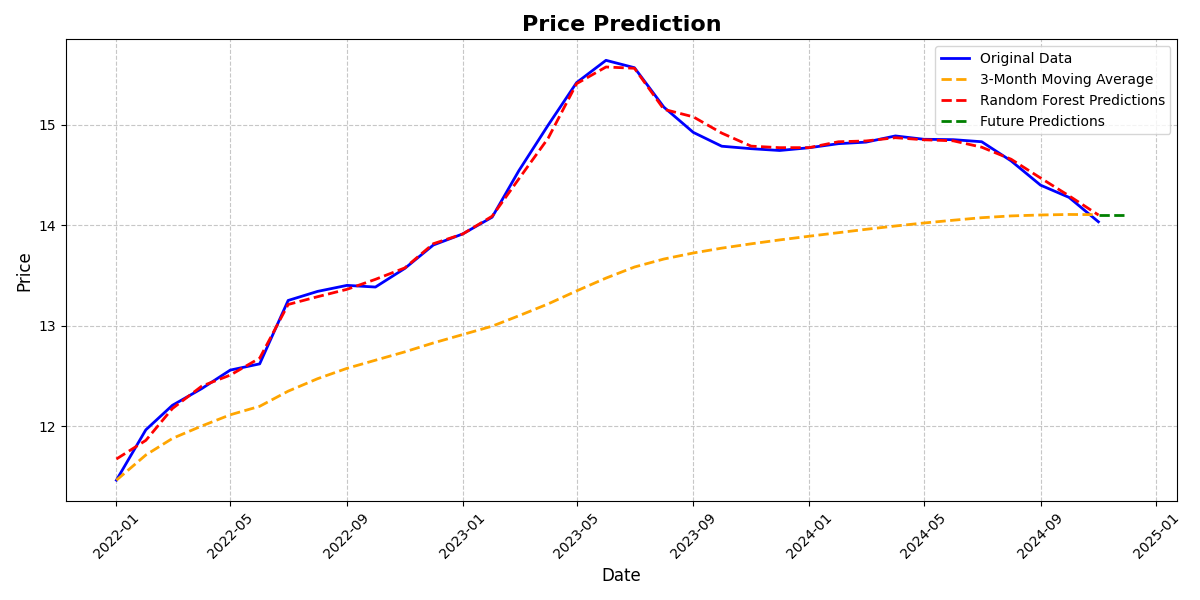 Price Prediction
Original Data
3-Month Moving Average
Random Forest Predictions
Future Predictions
Price
15
14
13
12
2022-01
2022-05
2022-09
2023-01
2023-05
2023-09
2024-01
2024-05
2024-09
2025-01
Date